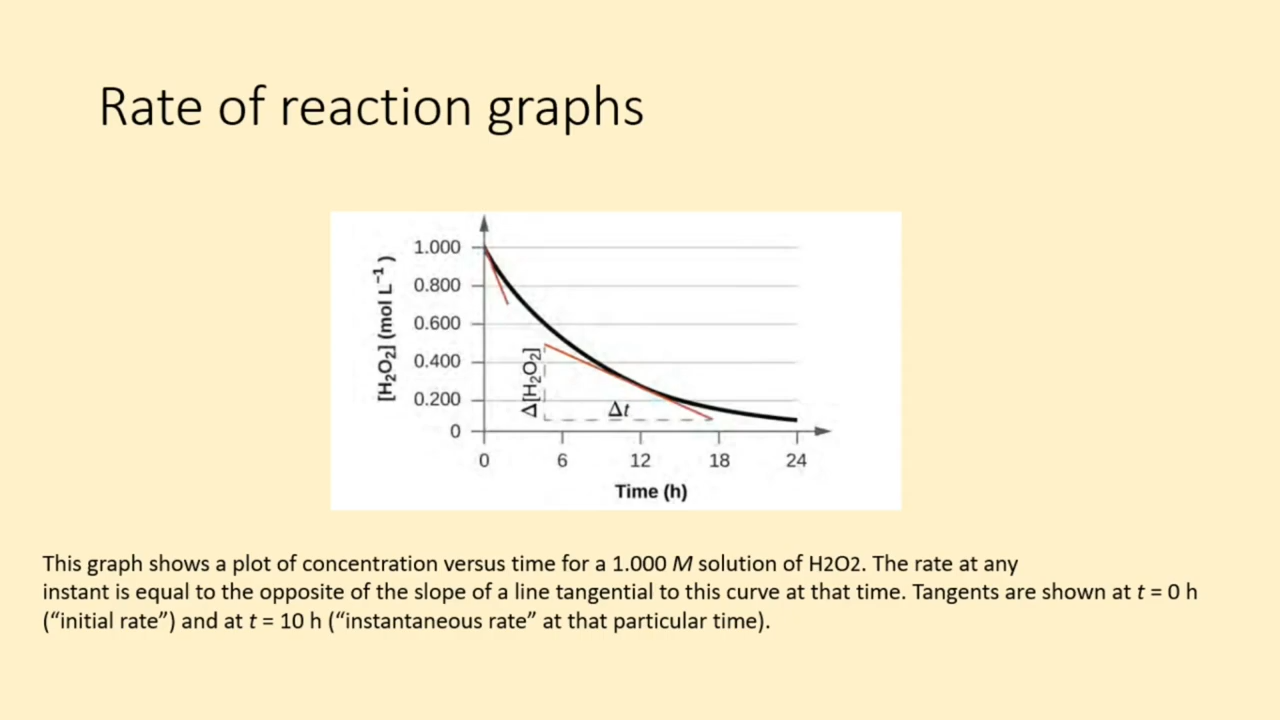 Rate of reaction graphs
[H₂O₂] (mol L⁻¹)
1.000
0.800
0.600
0.400
0.200
0
Δ[H₂O₂]
Δt
0 6 12 18 24
Time (h)
This graph shows a plot of concentration versus time for a 1.000 M solution of H2O2. The rate at any
instant is equal to the opposite of the slope of a line tangential to this curve at that time. Tangents are shown at t = 0 h
(“initial rate”) and at t = 10 h (“instantaneous rate” at that particular time).